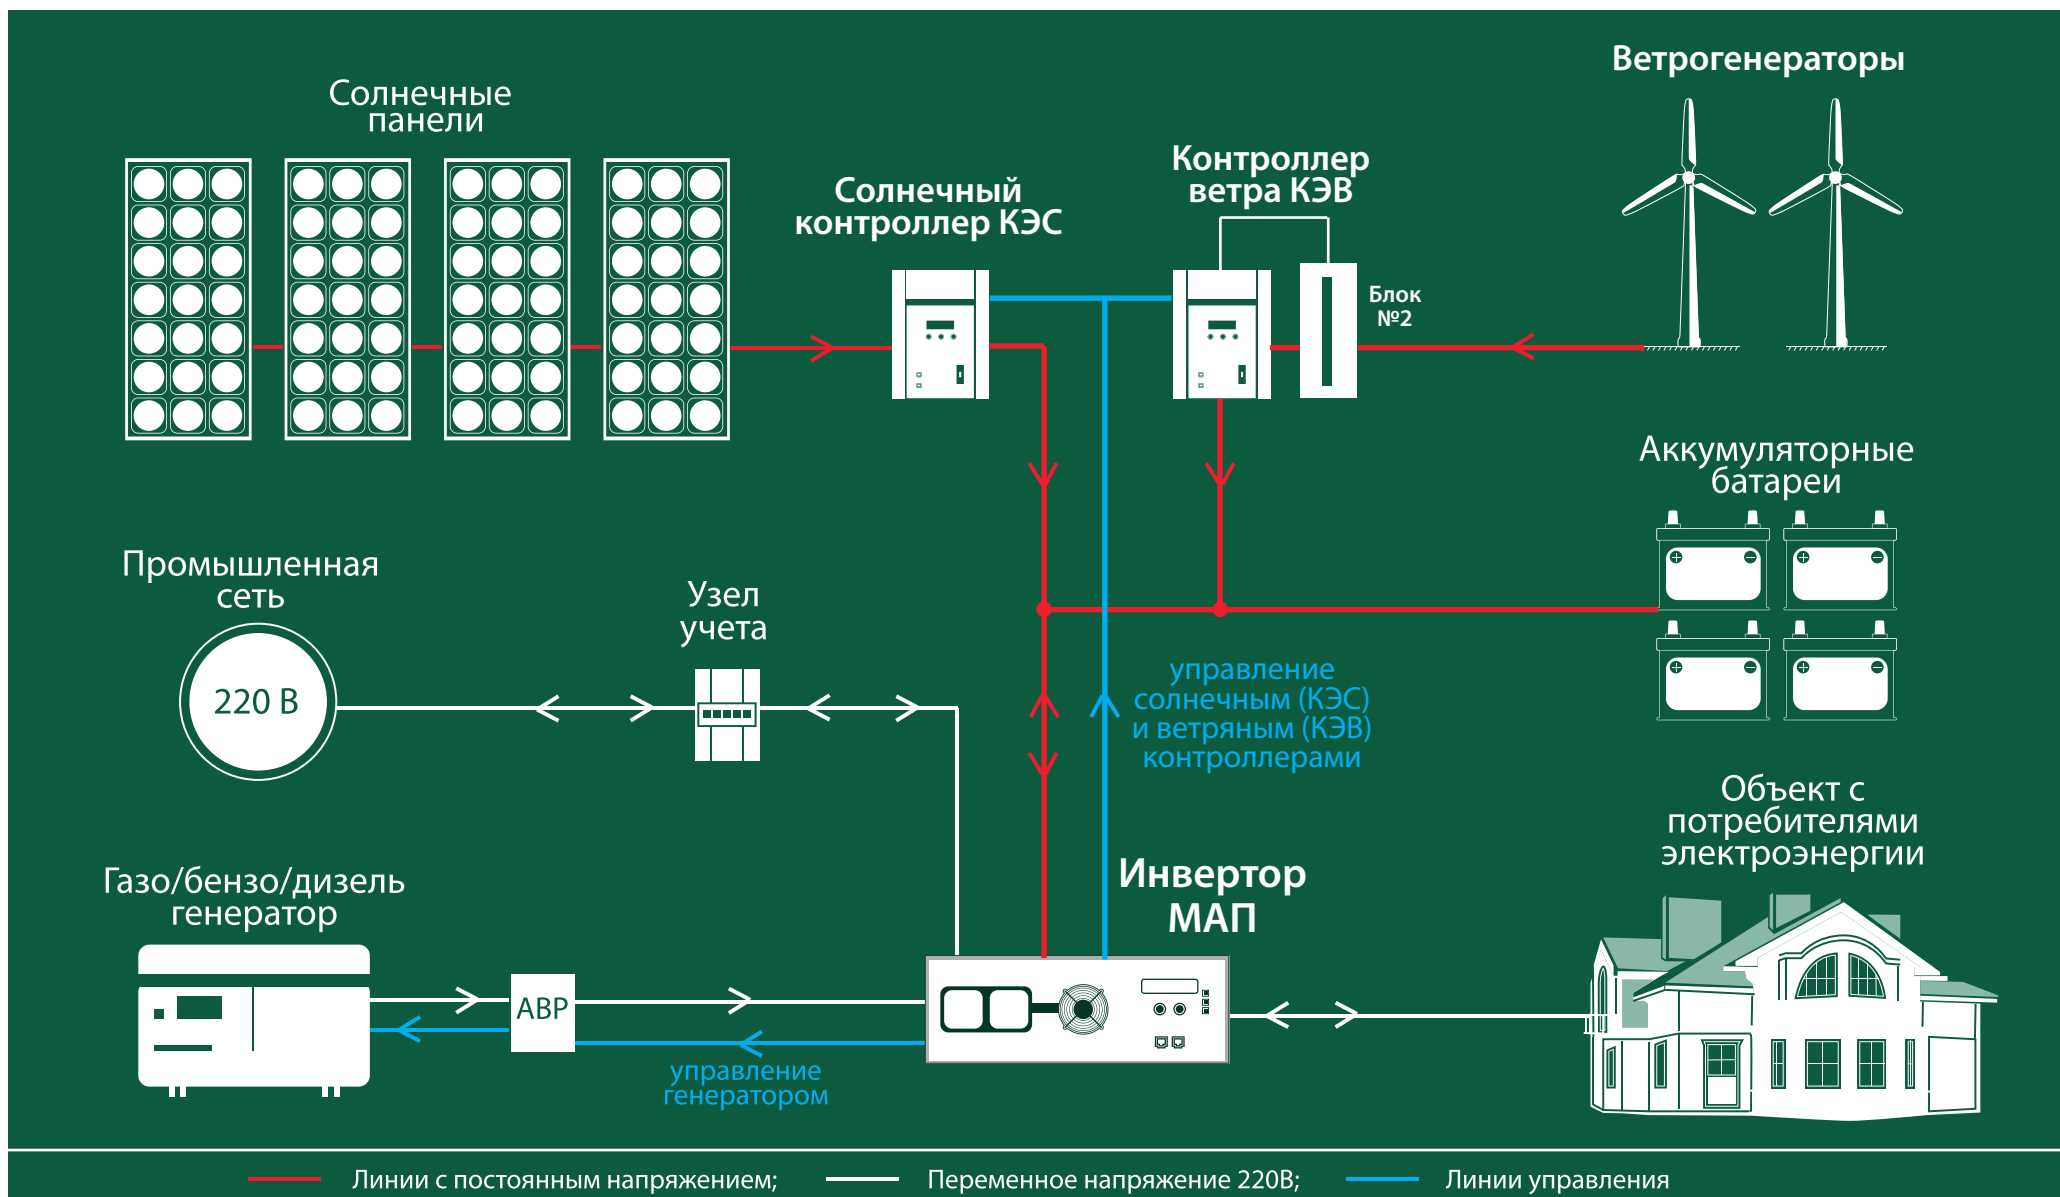 Ветрогенераторы
Солнечные
панели
Контроллер
ветра КЭВ
Солнечный
контроллер КЭС
Блок
№2
Аккумуляторные
батареи
Промышленная
сеть
Узел
учета
220 В
управление
солнечным (КЭС)
и ветряным (КЭВ)
контроллерами
Объект с
потребителями
электроэнергии
Инвертор
МАП
Газо/бензо/дизель
генератор
АВР
управление
генератором
Линии с постоянным напряжением;
Переменное напряжение 220В;
Линии управления